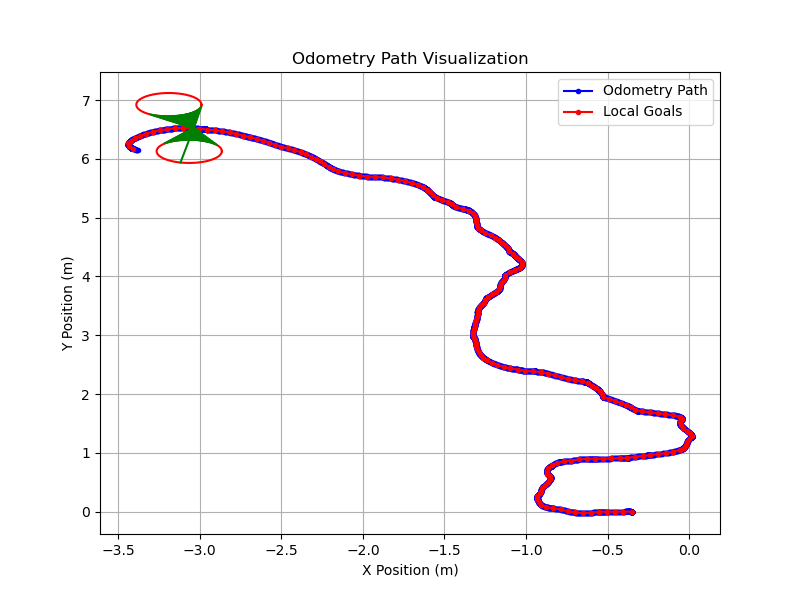 Odometry Path Visualization
Odometry Path
Local Goals
Y Position (m)
7
6
5
4
3
2
1
0
−3.5 −3.0 −2.5 −2.0 −1.5 −1.0 −0.5 0.0
X Position (m)